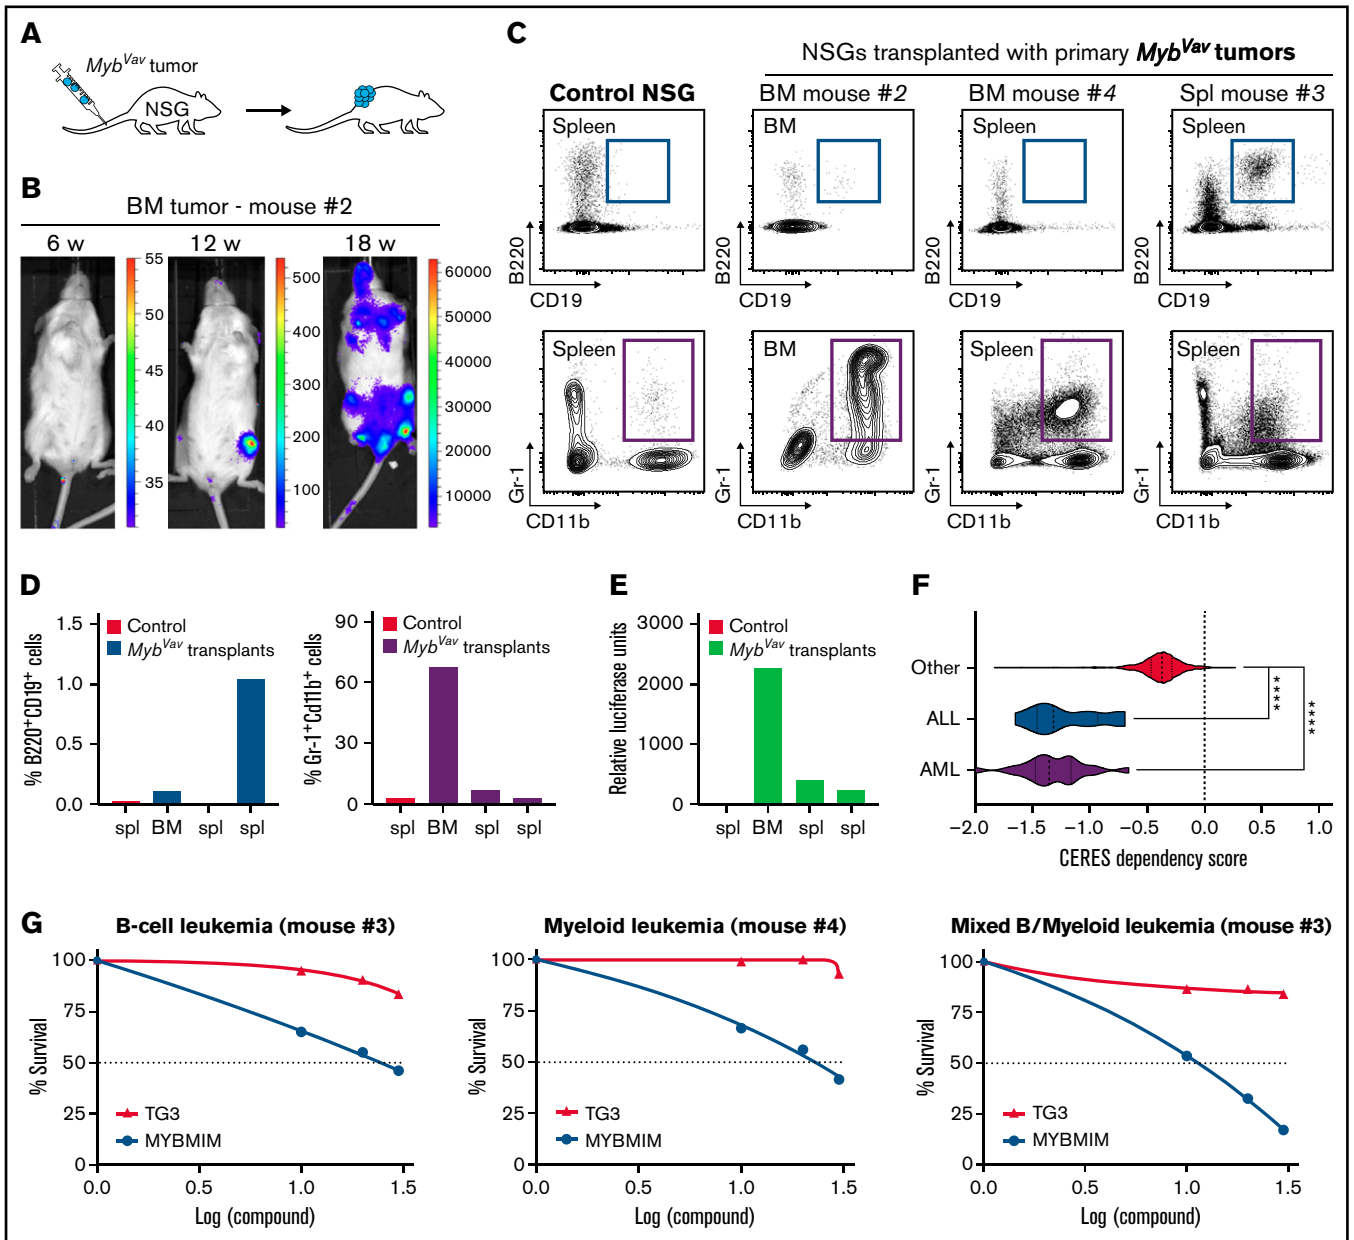 A
Myb^Vav tumor
NSG
B
BM tumor - mouse #2
6 w 12 w 18 w
55
50
45
40
35
500
400
300
200
100
60000
50000
40000
30000
20000
10000
C
NSGs transplanted with primary Myb^Vav tumors
Control NSG BM mouse #2 BM mouse #4 Spl mouse #3
Spleen BM Spleen Spleen
B220 B220 B220 B220
CD19 CD19 CD19 CD19
Spleen BM Spleen Spleen
Gr-1 Gr-1 Gr-1 Gr-1
CD11b CD11b CD11b CD11b
D
% B220+CD19+ cells
Control
Myb^Vav transplants
1.5
1.0
0.5
0.0
spl BM spl spl
% Gr-1+Cd11b+ cells
Control
Myb^Vav transplants
90
60
30
0
spl BM spl spl
E
Relative luciferase units
Control
Myb^Vav transplants
3000
2000
1000
0
spl BM spl spl
F
Other
ALL
AML
****
****
−2.0 −1.5 −1.0 −0.5 0.0 0.5 1.0
CERES dependency score
G
B-cell leukemia (mouse #3)
% Survival
100
75
50
25
0
TG3
MYBMIM
0.0 0.5 1.0 1.5
Log (compound)
Myeloid leukemia (mouse #4)
% Survival
100
75
50
25
0
TG3
MYBMIM
0.0 0.5 1.0 1.5
Log (compound)
Mixed B/Myeloid leukemia (mouse #3)
% Survival
100
75
50
25
0
TG3
MYBMIM
0.0 0.5 1.0 1.5
Log (compound)